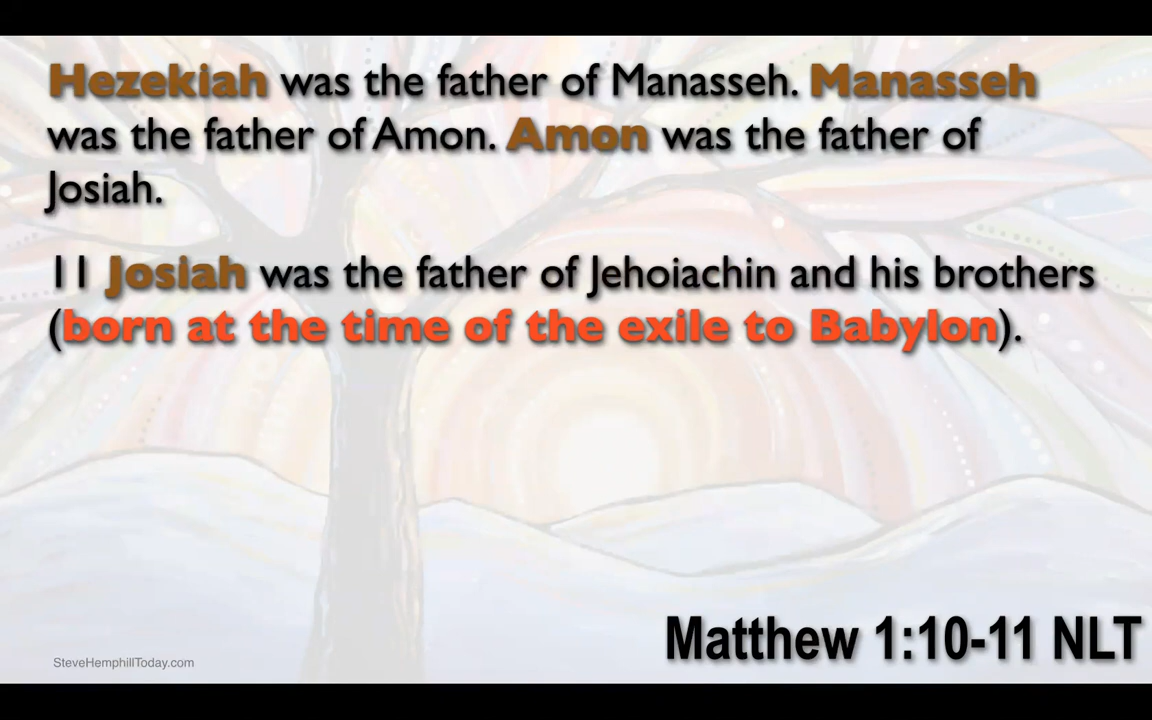 Hezekiah was the father of Manasseh. Manasseh
was the father of Amon. Amon was the father of
Josiah.
11 Josiah was the father of Jehoiachin and his brothers
(born at the time of the exile to Babylon).
Matthew 1:10-11 NLT
SteveHemphillToday.com